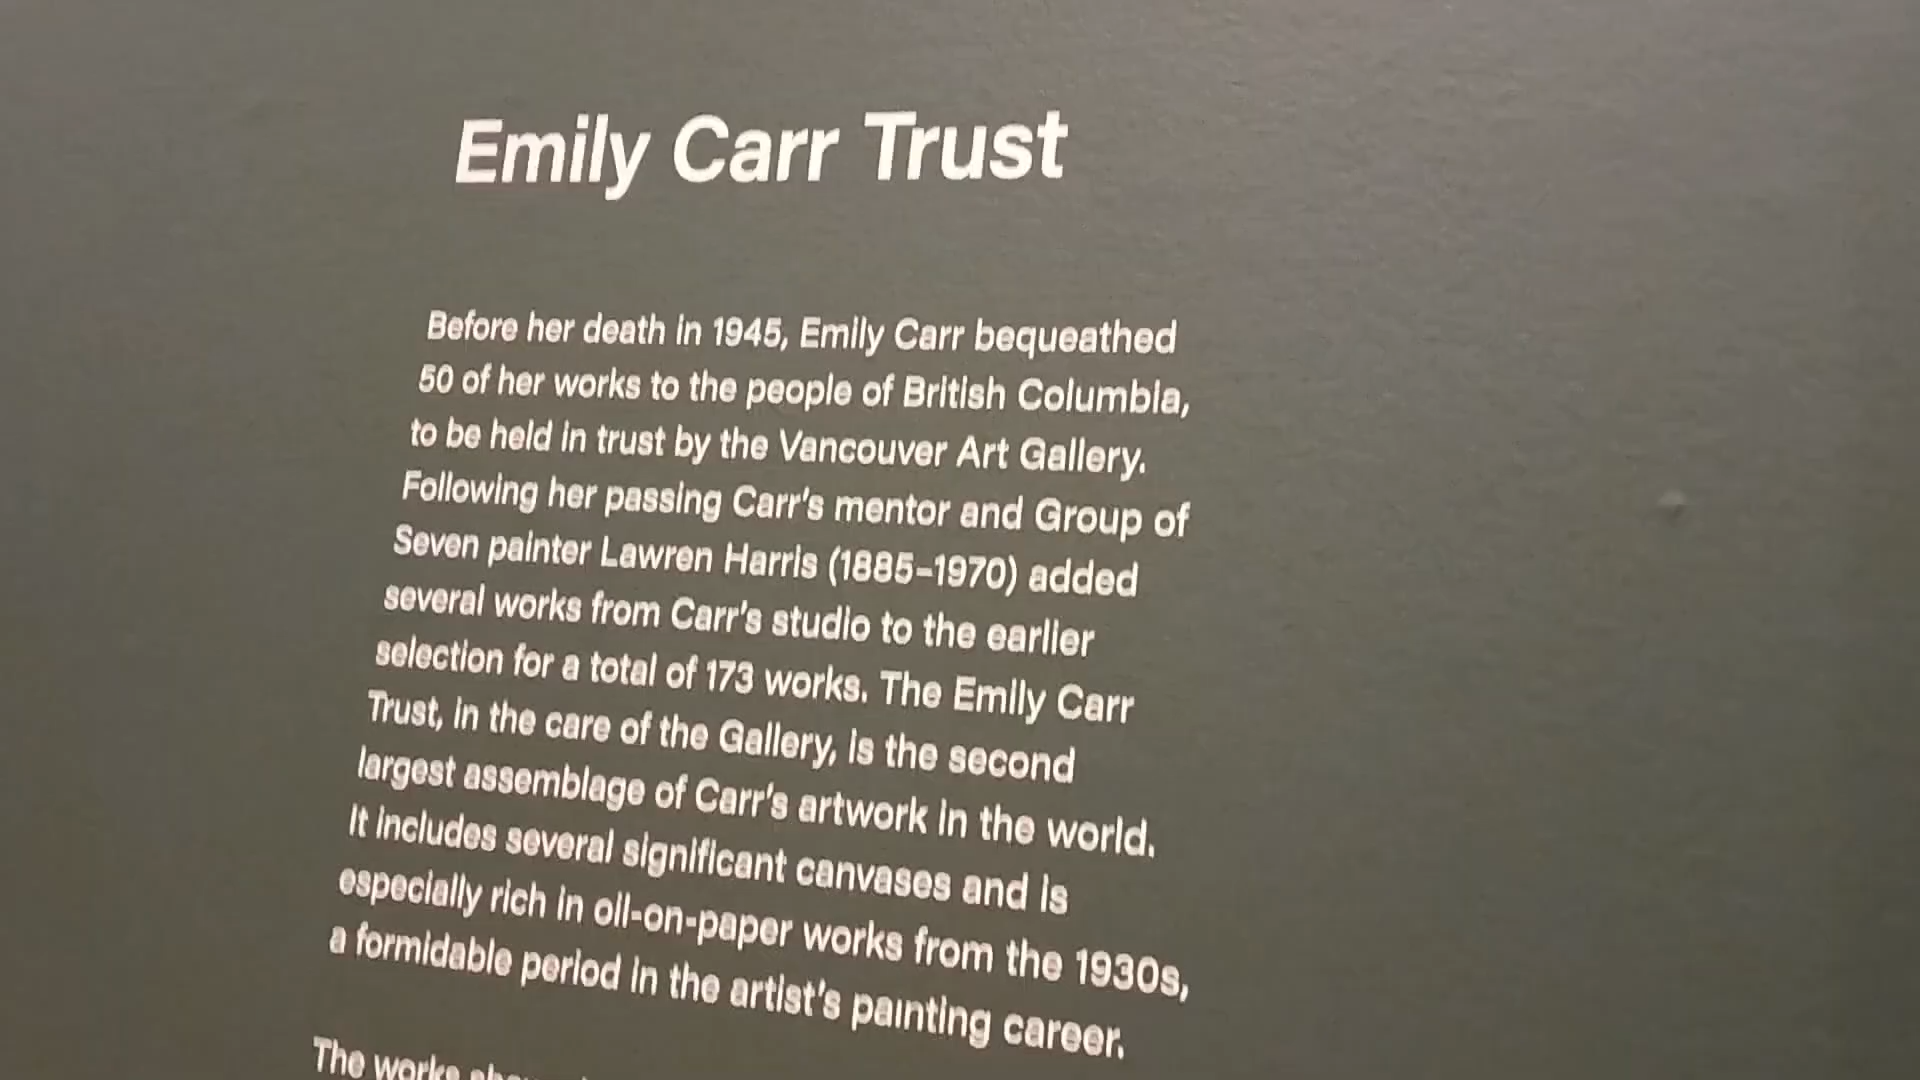 Emily Carr Trust
Before her death in 1945, Emily Carr bequeathed
50 of her works to the people of British Columbia,
to be held in trust by the Vancouver Art Gallery.
Following her passing Carr's mentor and Group of
Seven painter Lawren Harris (1885–1970) added
several works from Carr's studio to the earlier
selection for a total of 173 works. The Emily Carr
Trust, in the care of the Gallery, is the second
largest assemblage of Carr's artwork in the world.
It includes several significant canvases and is
especially rich in oil-on-paper works from the 1930s,
a formidable period in the artist's painting career.
The works